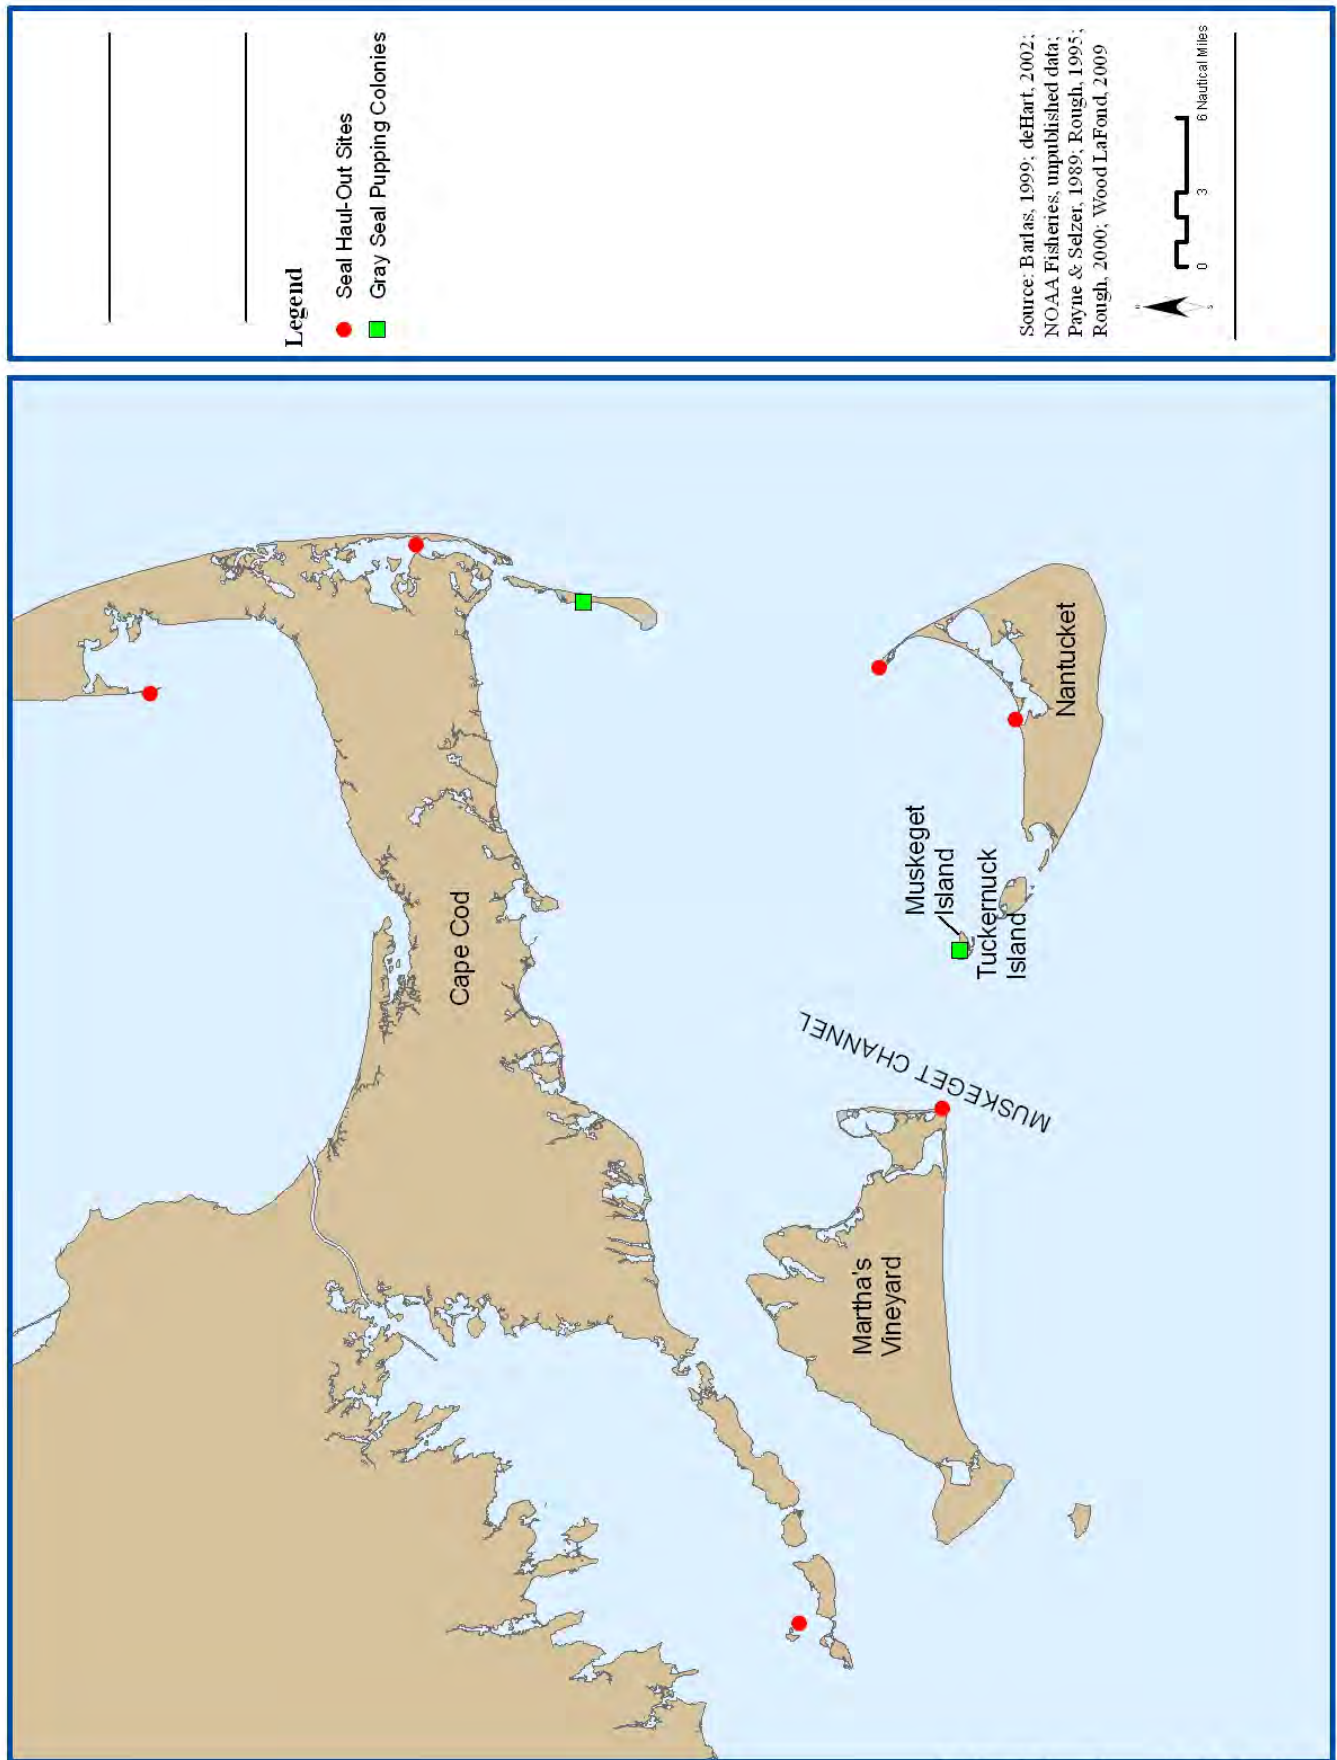 Legend
Seal Haul-Out Sites
Gray Seal Pupping Colonies
Source: Barlas, 1999; deHart, 2002;
NOAA Fisheries, unpublished data;
Payne & Selzer, 1989; Rough, 1995;
Rough, 2000; Wood LaFond, 2009
N
S
0 3 6 Nautical Miles
Cape Cod
Martha's
Vineyard
MUSKEGET CHANNEL
Muskeget
Island
Tuckernuck
Island
Nantucket